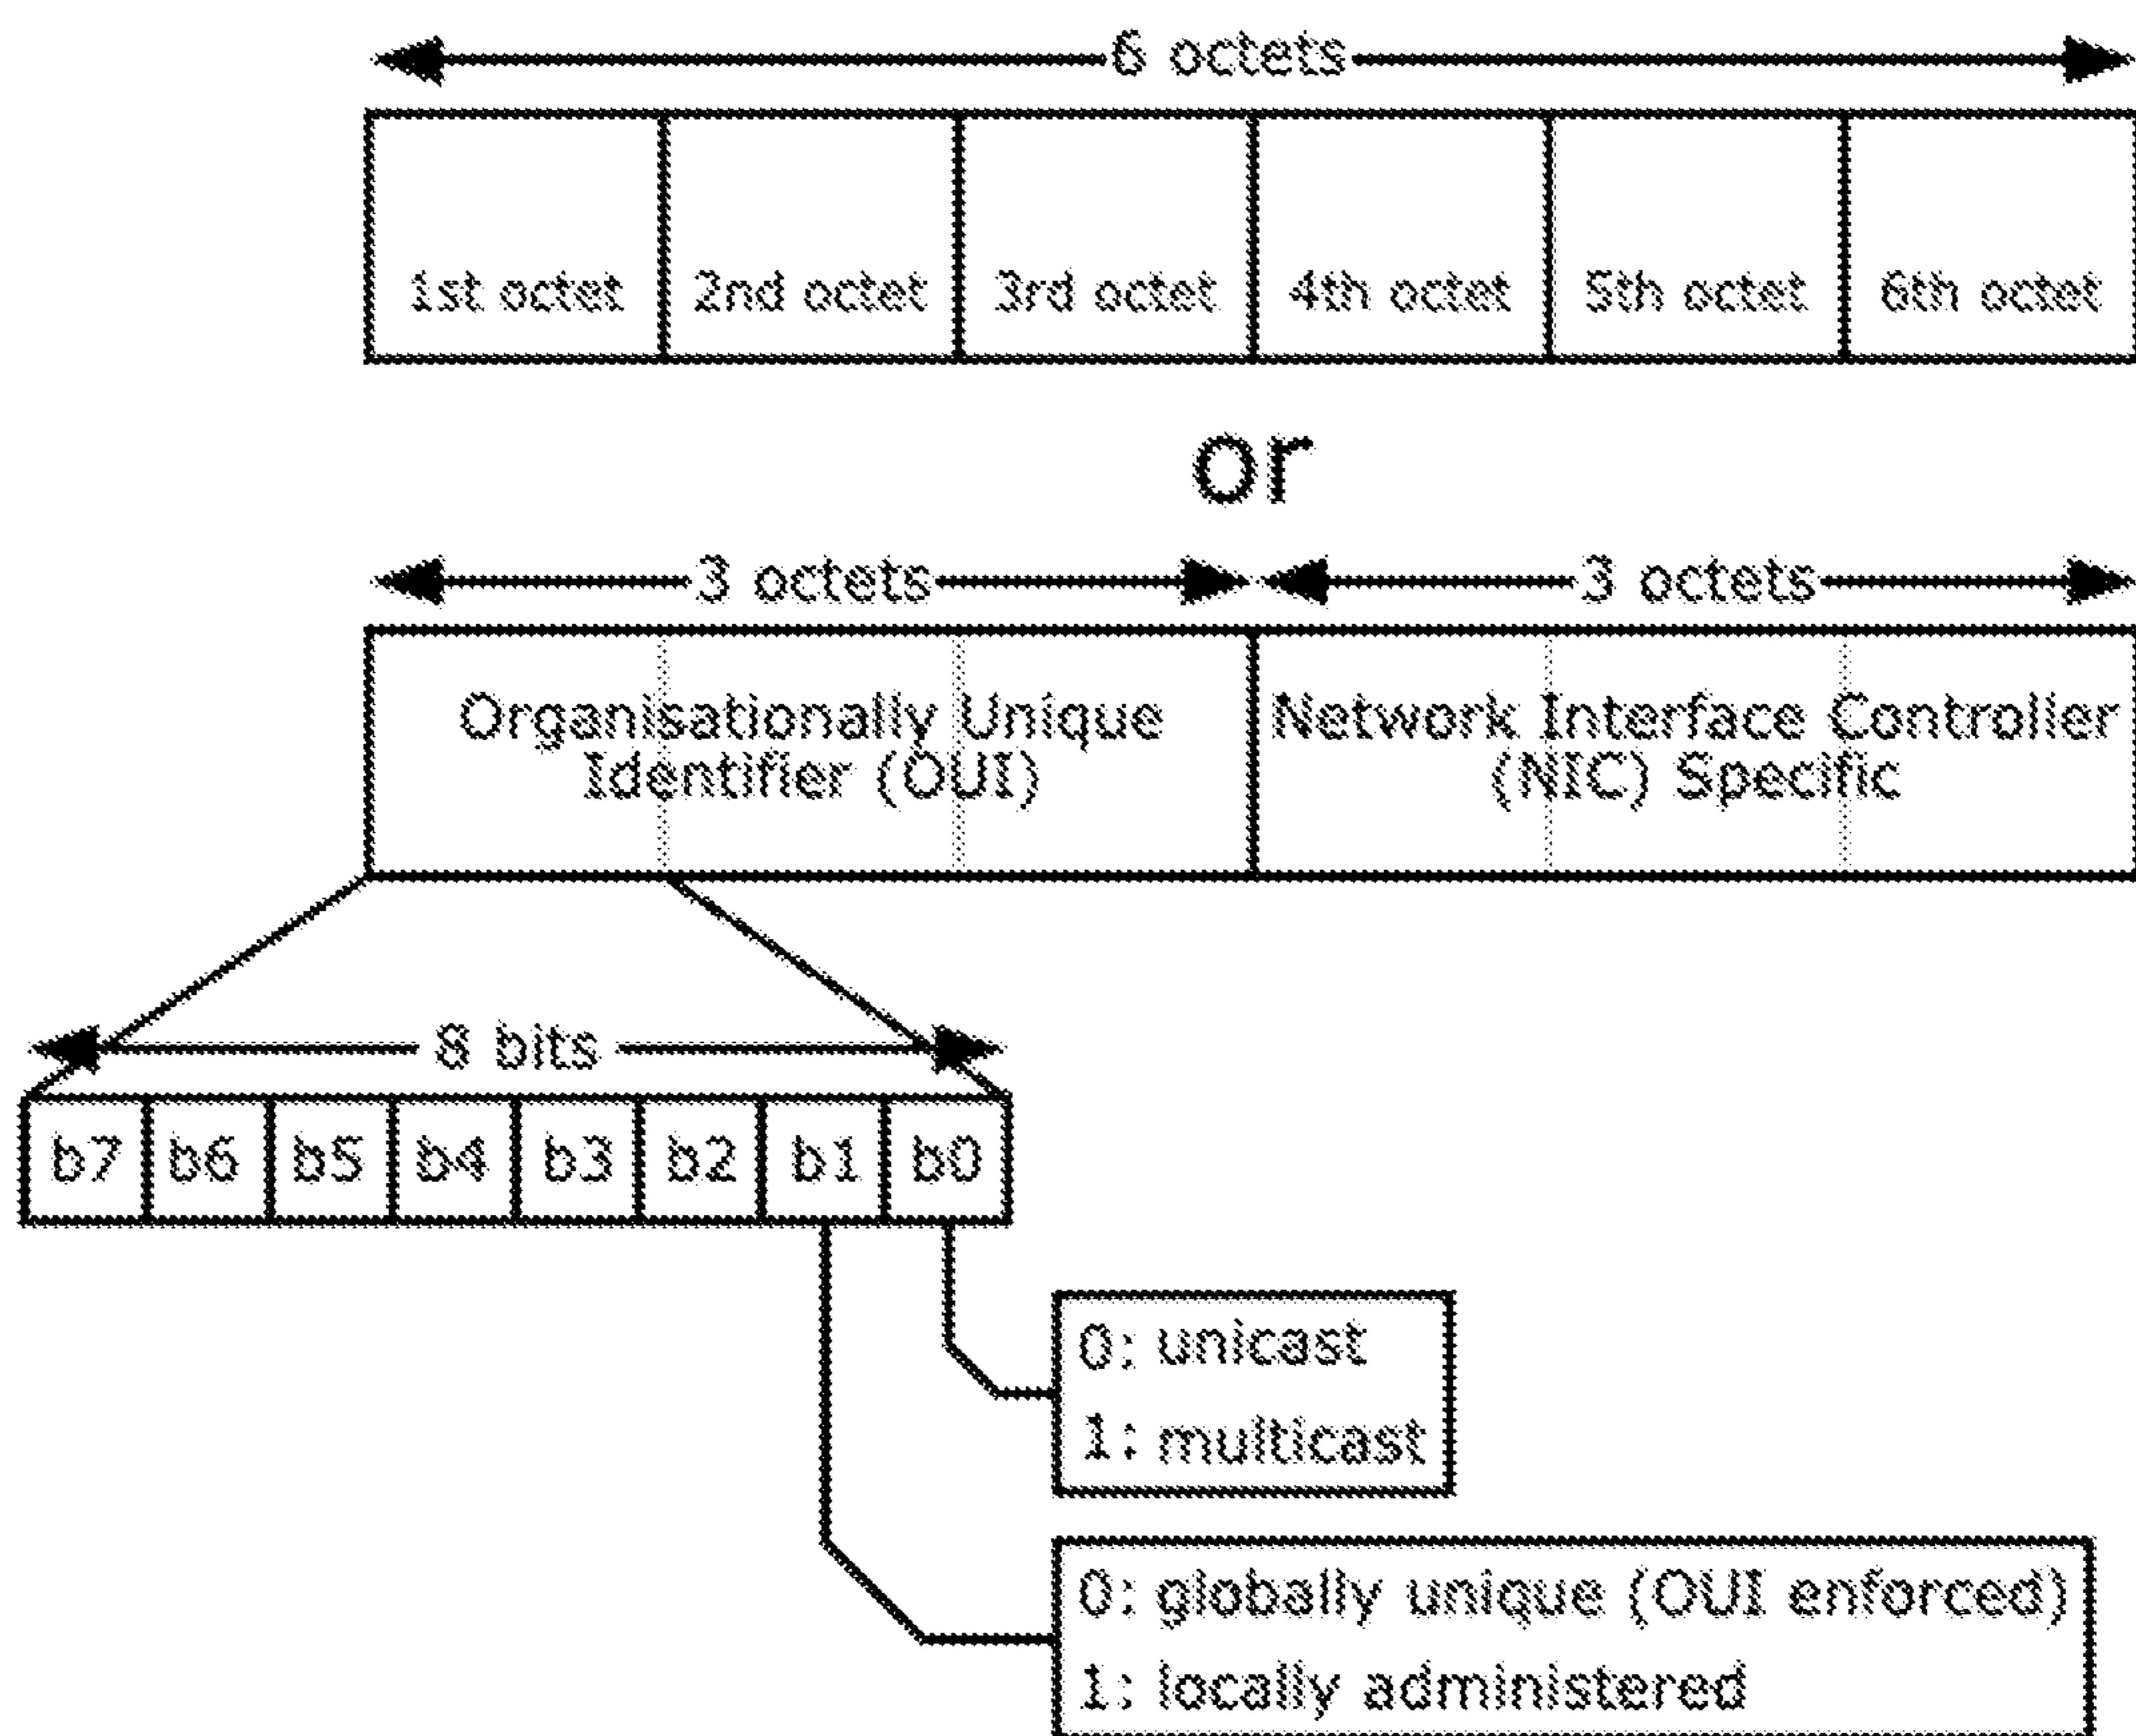 6 octets
1st octet 2nd octet 3rd octet 4th octet 5th octet 6th octet
or
3 octets 3 octets
Organisationally Unique
Identifier (OUI)
Network Interface Controller
(NIC) Specific
8 bits
b7 b6 b5 b4 b3 b2 b1 b0
0: unicast
1: multicast
0: globally unique (OUI enforced)
1: locally administered